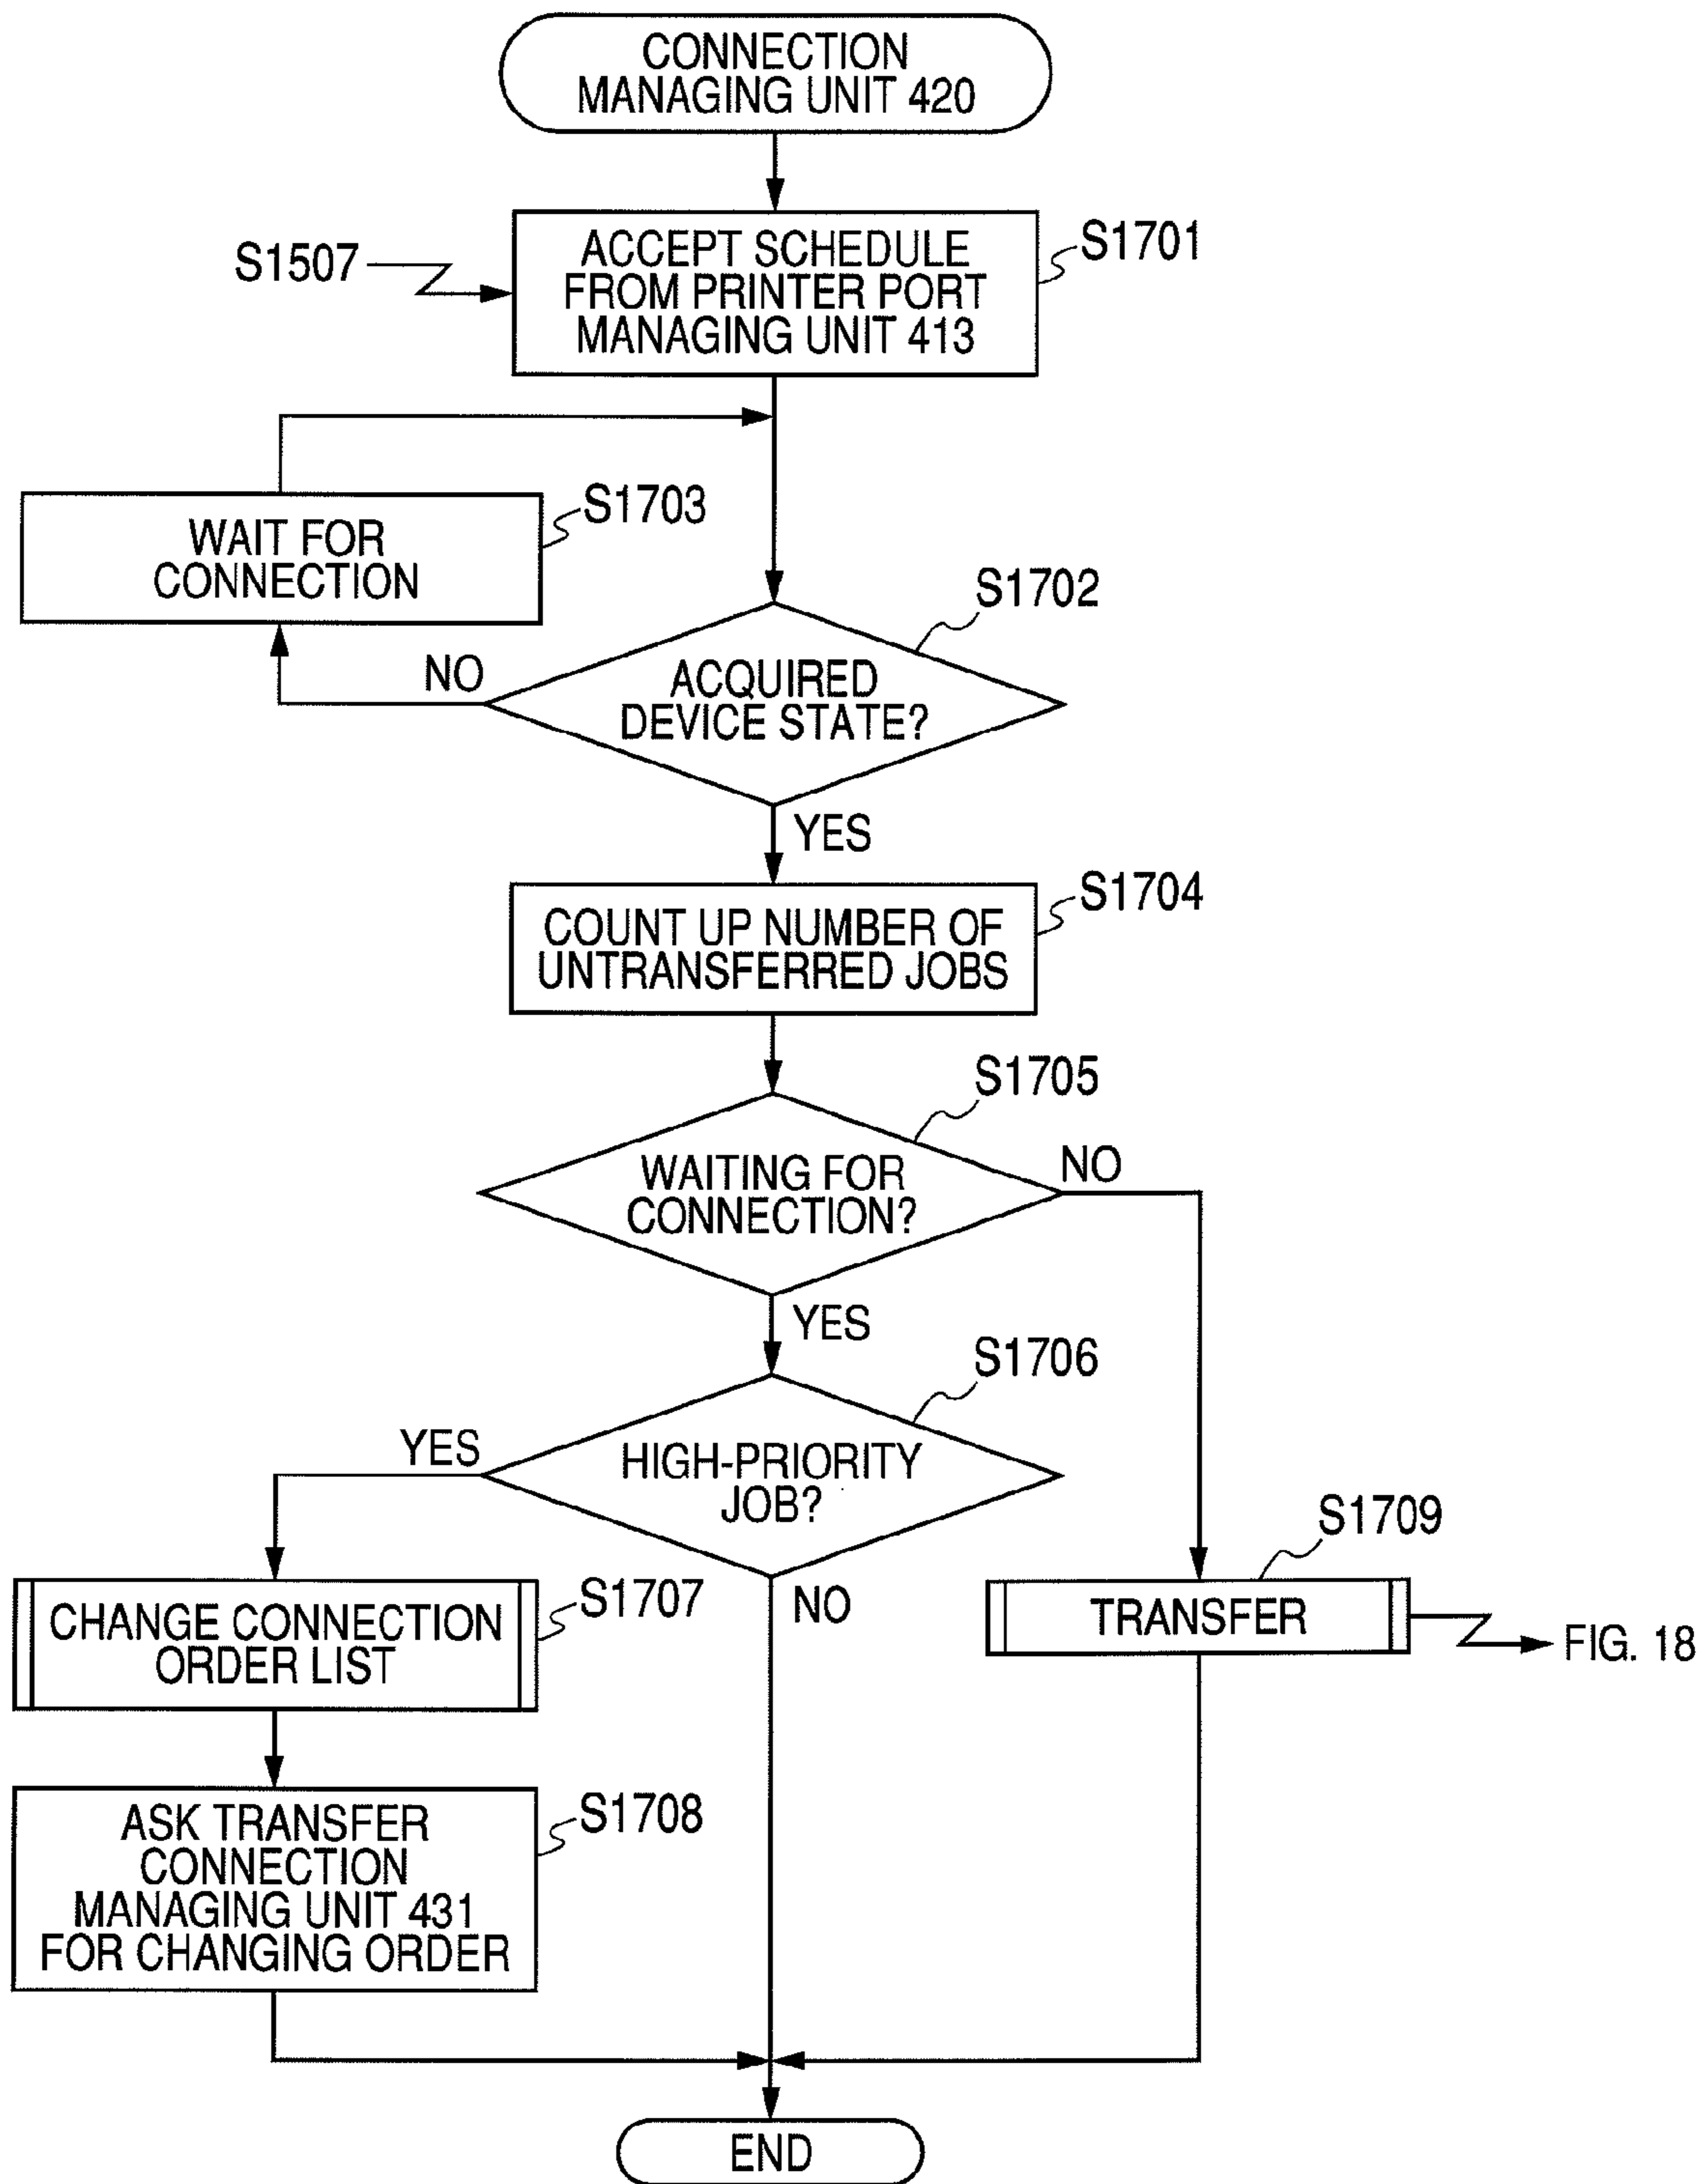 CONNECTION
MANAGING UNIT 420
S1507
ACCEPT SCHEDULE
FROM PRINTER PORT
MANAGING UNIT 413
S1701
WAIT FOR
CONNECTION
S1703
S1702
NO
ACQUIRED
DEVICE STATE?
YES
COUNT UP NUMBER OF
UNTRANSFERRED JOBS
S1704
S1705
WAITING FOR
CONNECTION?
NO
YES
S1706
YES
HIGH-PRIORITY
JOB?
NO
CHANGE CONNECTION
ORDER LIST
S1707
S1709
TRANSFER
FIG. 18
ASK TRANSFER
CONNECTION
MANAGING UNIT 431
FOR CHANGING ORDER
S1708
END